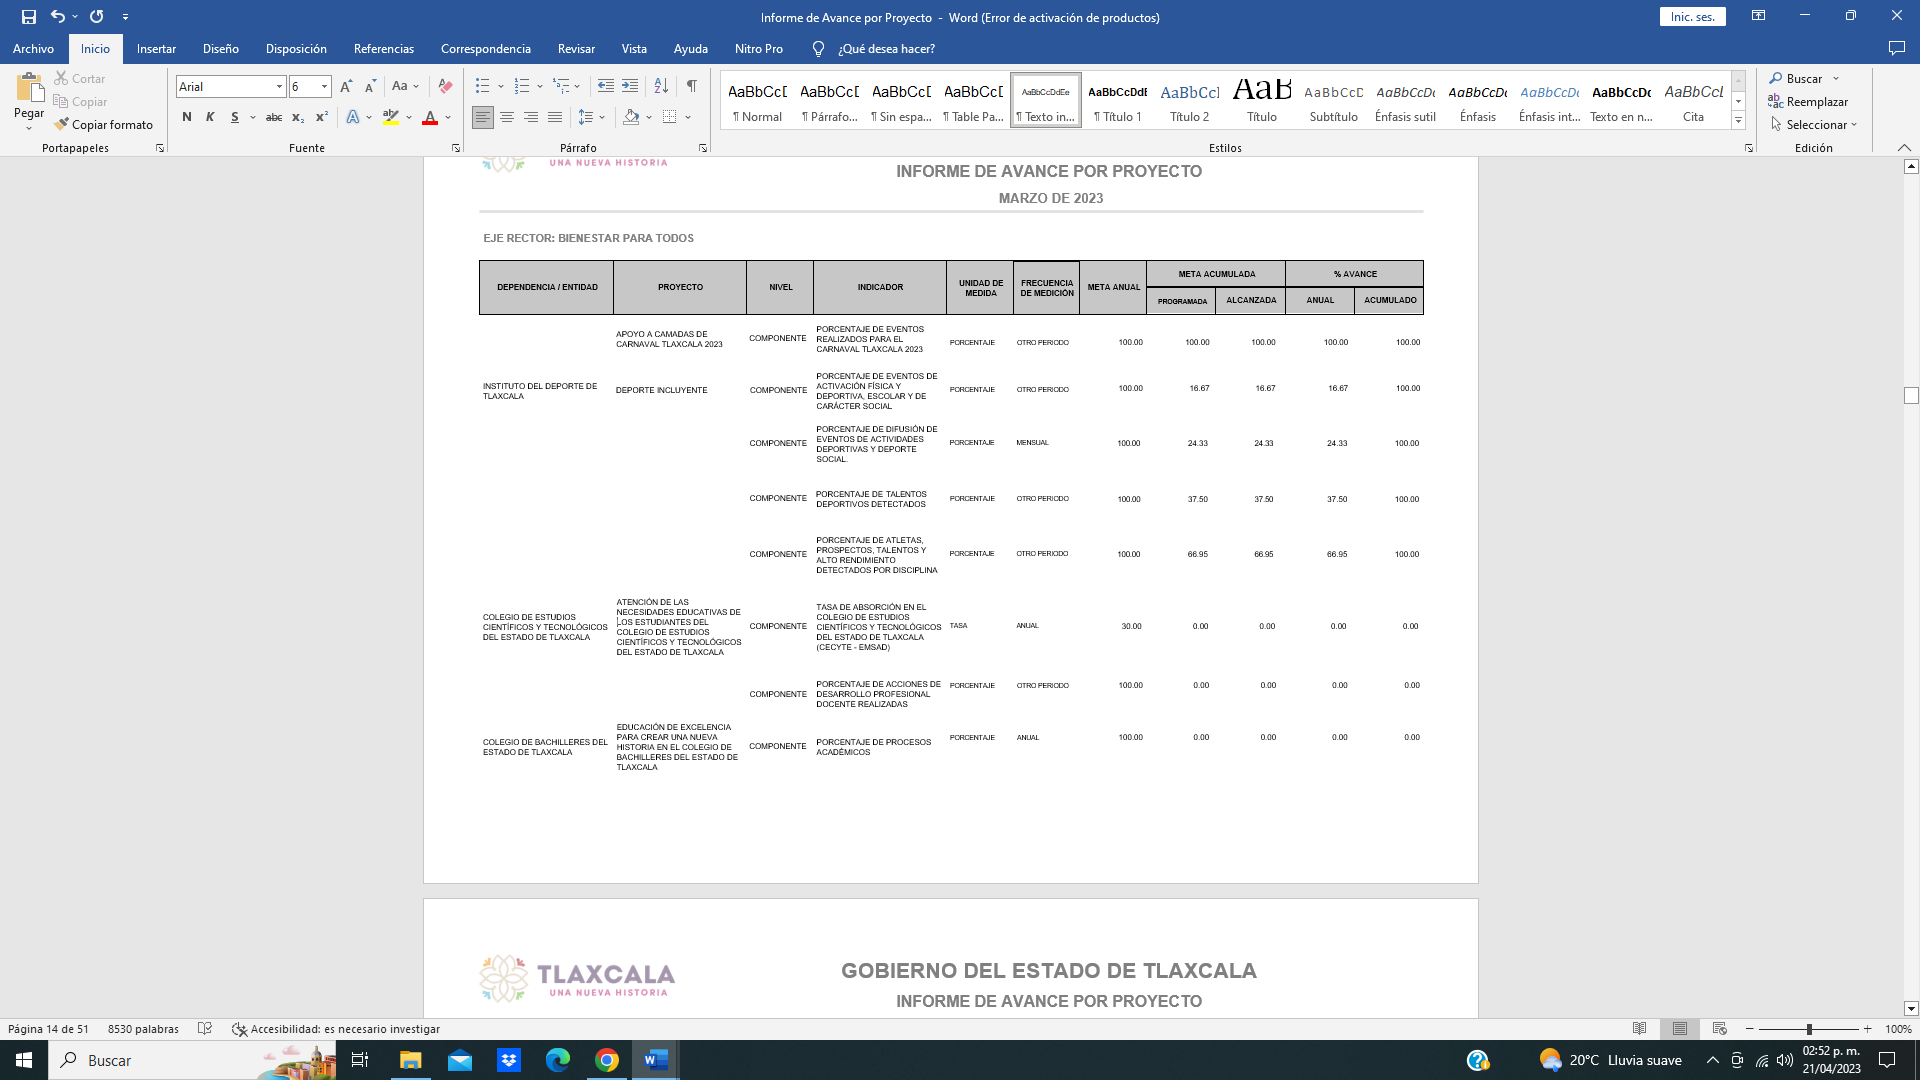 Informe de Avance por Proyecto - Word (Error de activación de productos)
Inic. ses.
Archivo Inicio Insertar Diseño Disposición Referencias Correspondencia Revisar Vista Ayuda Nitro Pro ¿Qué desea hacer?
Pegar
Cortar
Copiar
Copiar formato
Portapapeles
Arial 6
Fuente
Párrafo
AaBbCcI AaBbCcI AaBbCcI AaBbCcI AaBbCcDdEe AaBbCcDdE AaBbCcI AaB AaBbCcD AaBbCcDc AaBbCcDc AaBbCcDc AaBbCcDc AaBbCcL
¶ Normal ¶ Párrafo... ¶ Sin espa... ¶ Table Pa... ¶ Texto in... ¶ Título 1 Título 2 Título Subtítulo Énfasis sutil Énfasis Énfasis int... Texto en n... Cita
Estilos
Buscar
Reemplazar
Seleccionar
Edición
UNA NUEVA HISTORIA
INFORME DE AVANCE POR PROYECTO
MARZO DE 2023
EJE RECTOR: BIENESTAR PARA TODOS
DEPENDENCIA / ENTIDAD PROYECTO NIVEL INDICADOR UNIDAD DE MEDIDA FRECUENCIA DE MEDICIÓN META ANUAL META ACUMULADA % AVANCE
PROGRAMADA ALCANZADA ANUAL ACUMULADO
APOYO A CAMADAS DE CARNAVAL TLAXCALA 2023 COMPONENTE PORCENTAJE DE EVENTOS REALIZADOS PARA EL CARNAVAL TLAXCALA 2023 PORCENTAJE OTRO PERIODO 100.00 100.00 100.00 100.00 100.00
INSTITUTO DEL DEPORTE DE TLAXCALA DEPORTE INCLUYENTE COMPONENTE PORCENTAJE DE EVENTOS DE ACTIVACIÓN FÍSICA Y DEPORTIVA, ESCOLAR Y DE CARÁCTER SOCIAL PORCENTAJE OTRO PERIODO 100.00 16.67 16.67 16.67 100.00
COMPONENTE PORCENTAJE DE DIFUSIÓN DE EVENTOS DE ACTIVIDADES DEPORTIVAS Y DEPORTE SOCIAL. PORCENTAJE MENSUAL 100.00 24.33 24.33 24.33 100.00
COMPONENTE PORCENTAJE DE TALENTOS DEPORTIVOS DETECTADOS PORCENTAJE OTRO PERIODO 100.00 37.50 37.50 37.50 100.00
COMPONENTE PORCENTAJE DE ATLETAS, PROSPECTOS, TALENTOS Y ALTO RENDIMIENTO DETECTADOS POR DISCIPLINA PORCENTAJE OTRO PERIODO 100.00 66.95 66.95 66.95 100.00
COLEGIO DE ESTUDIOS CIENTÍFICOS Y TECNOLÓGICOS DEL ESTADO DE TLAXCALA ATENCIÓN DE LAS NECESIDADES EDUCATIVAS DE LOS ESTUDIANTES DEL COLEGIO DE ESTUDIOS CIENTÍFICOS Y TECNOLÓGICOS DEL ESTADO DE TLAXCALA COMPONENTE TASA DE ABSORCIÓN EN EL COLEGIO DE ESTUDIOS CIENTÍFICOS Y TECNOLÓGICOS DEL ESTADO DE TLAXCALA (CECYTE - EMSAD) TASA ANUAL 30.00 0.00 0.00 0.00 0.00
COMPONENTE PORCENTAJE DE ACCIONES DE DESARROLLO PROFESIONAL DOCENTE REALIZADAS PORCENTAJE OTRO PERIODO 100.00 0.00 0.00 0.00 0.00
COLEGIO DE BACHILLERES DEL ESTADO DE TLAXCALA EDUCACIÓN DE EXCELENCIA PARA CREAR UNA NUEVA HISTORIA EN EL COLEGIO DE BACHILLERES DEL ESTADO DE TLAXCALA COMPONENTE PORCENTAJE DE PROCESOS ACADÉMICOS PORCENTAJE ANUAL 100.00 0.00 0.00 0.00 0.00
TLAXCALA
UNA NUEVA HISTORIA
GOBIERNO DEL ESTADO DE TLAXCALA
INFORME DE AVANCE POR PROYECTO
Página 14 de 51 8530 palabras Accesibilidad: es necesario investigar 100%
Buscar
20°C Lluvia suave
02:52 p. m.
21/04/2023